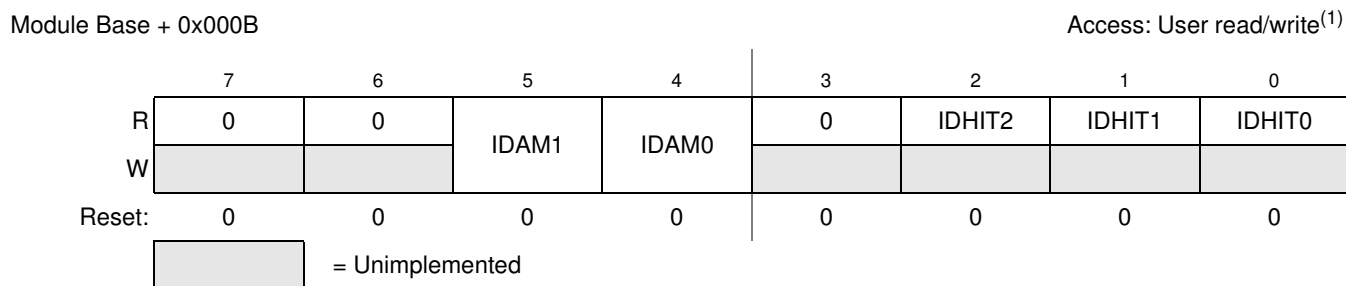 Module Base + 0x000B Access: User read/write(1)
7 6 5 4 3 2 1 0
R 0 0 IDAM1 IDAM0 0 IDHIT2 IDHIT1 IDHIT0
W
Reset: 0 0 0 0 0 0 0 0
= Unimplemented